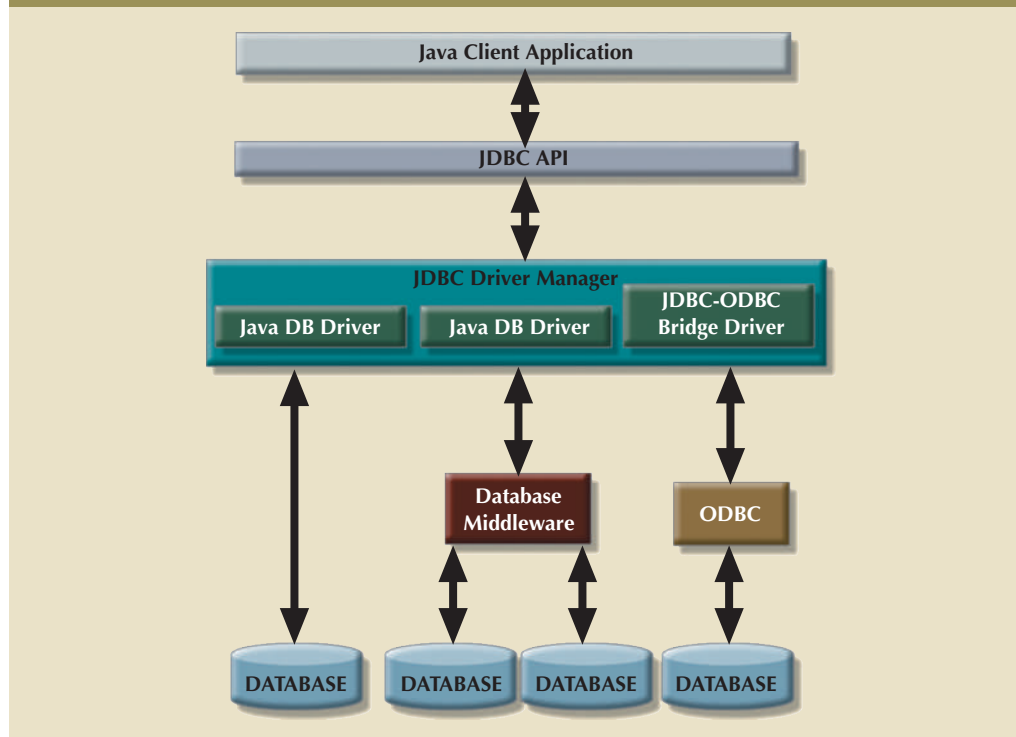 Java Client Application
JDBC API
JDBC Driver Manager
Java DB Driver
Java DB Driver
JDBC-ODBC
Bridge Driver
Database
Middleware
ODBC
DATABASE
DATABASE
DATABASE
DATABASE